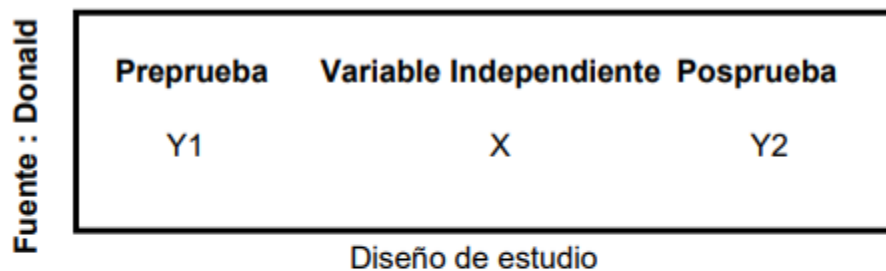 Fuente : Donald
Preprueba Variable Independiente Posprueba
Y1 X Y2
Diseño de estudio